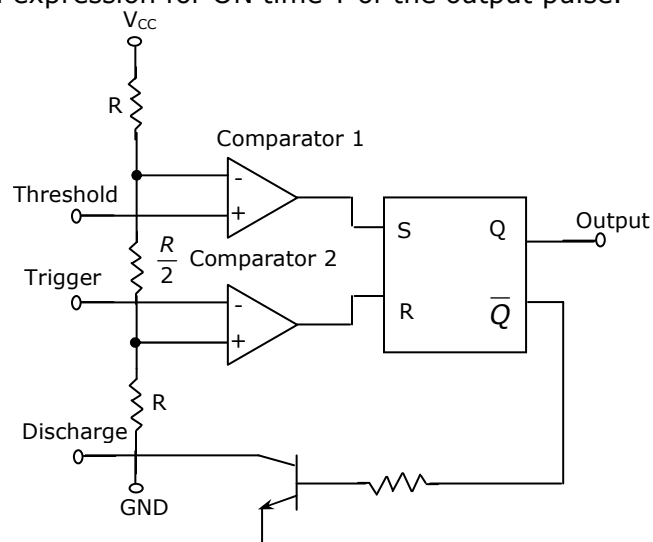 expression for ON time T of the output pulse.
V_CC
R
Comparator 1
-
+
Threshold
S
Q
Output
R/2
Comparator 2
Trigger
-
+
R
Q̅
R
Discharge
GND